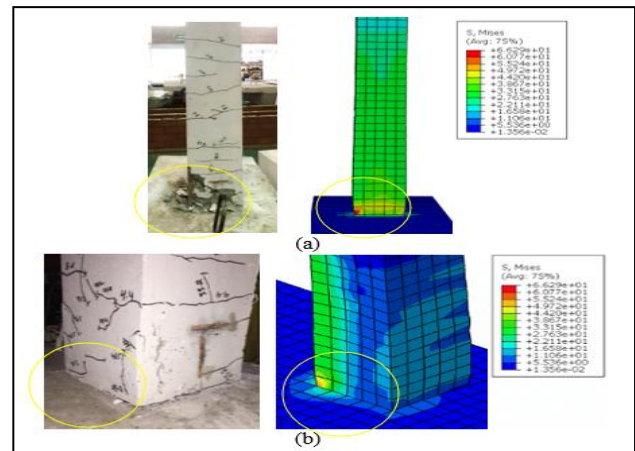 S, Mises
(Avg: 75%)
+6.629e+01
+6.077e+01
+5.524e+01
+4.972e+01
+4.420e+01
+3.867e+01
+3.315e+01
+2.763e+01
+2.211e+01
+1.658e+01
+1.106e+01
+5.536e+00
+1.356e-02
(a)
S, Mises
(Avg: 75%)
+6.629e+01
+6.077e+01
+5.524e+01
+4.972e+01
+4.420e+01
+3.867e+01
+3.315e+01
+2.763e+01
+2.211e+01
+1.658e+01
+1.106e+01
+5.536e+00
+1.356e-02
(b)